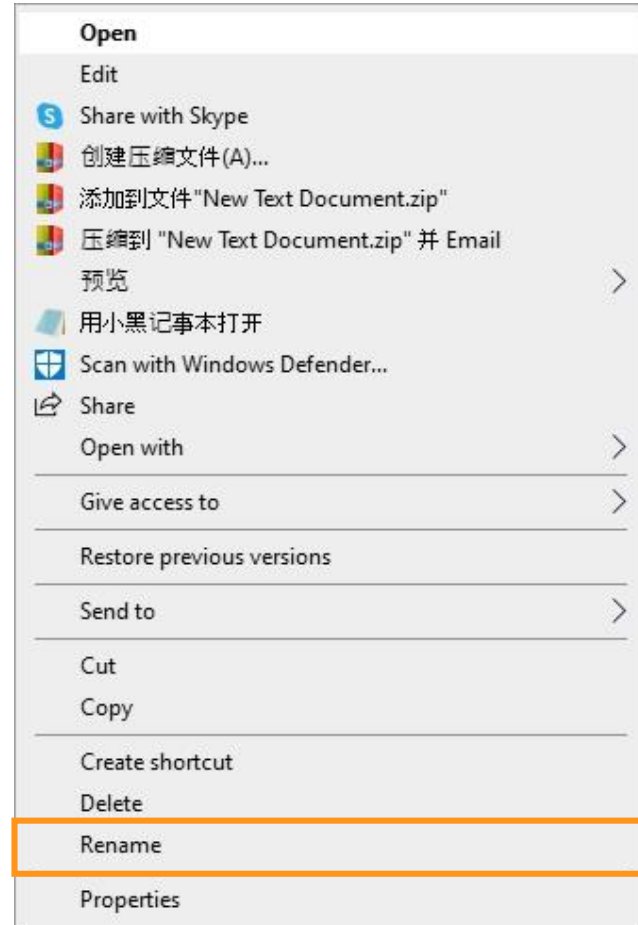 Open
Edit
Share with Skype
创建压缩文件(A)...
添加到文件"New Text Document.zip"
压缩到 "New Text Document.zip" 并 Email
预览
用小黑记事本打开
Scan with Windows Defender...
Share
Open with
Give access to
Restore previous versions
Send to
Cut
Copy
Create shortcut
Delete
Rename
Properties